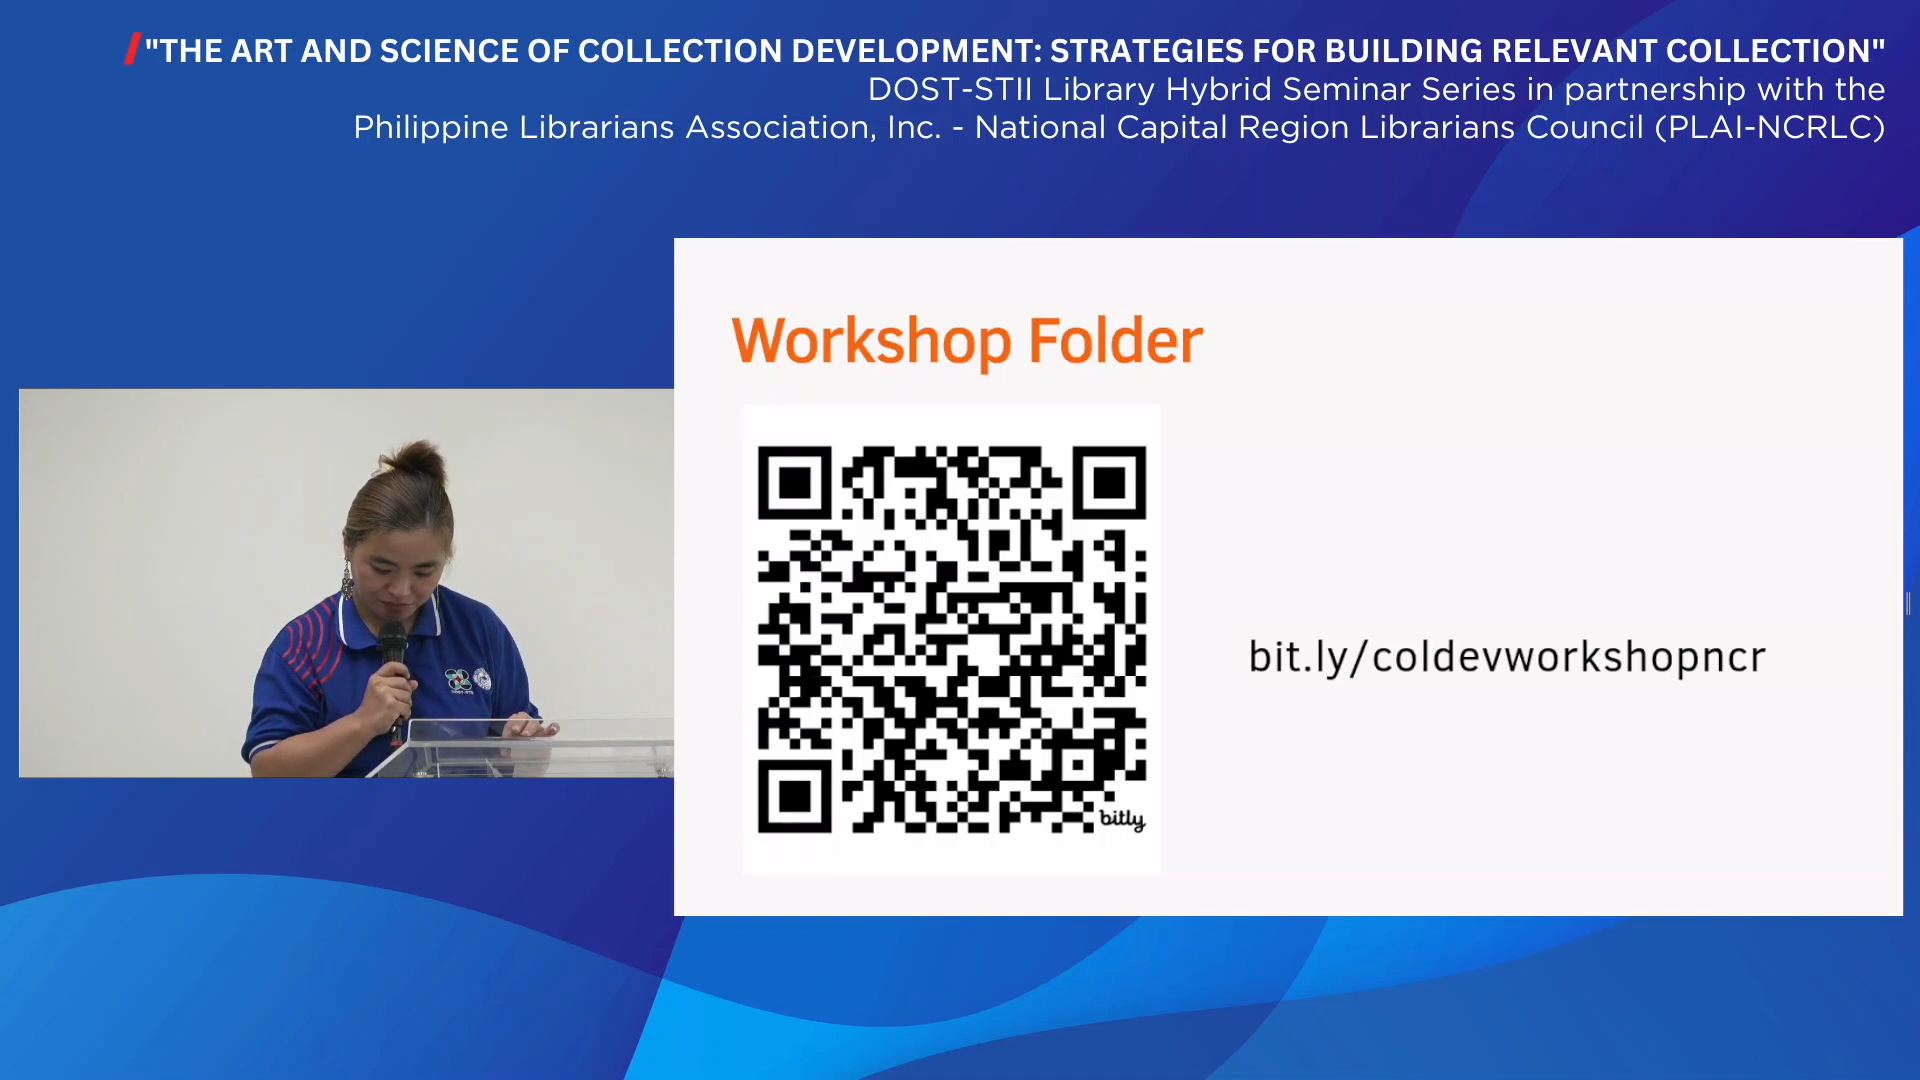 "THE ART AND SCIENCE OF COLLECTION DEVELOPMENT: STRATEGIES FOR BUILDING RELEVANT COLLECTION"
DOST-STII Library Hybrid Seminar Series in partnership with the
Philippine Librarians Association, Inc. - National Capital Region Librarians Council (PLAI-NCRLC)
Workshop Folder
bit.ly/coldevworkshopncr
bitly